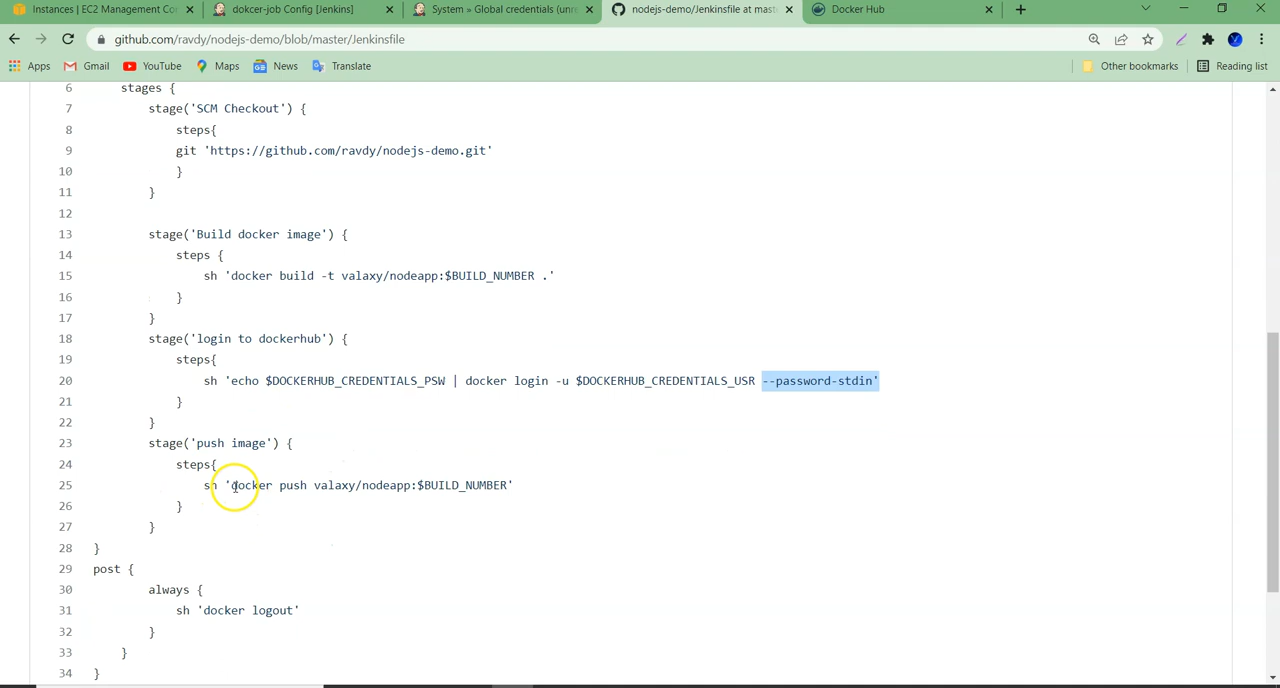 Instances | EC2 Management Con
dokcer-job Config [Jenkins]
System » Global credentials (unre
nodejs-demo/Jenkinsfile at maste
Docker Hub
github.com/ravdy/nodejs-demo/blob/master/Jenkinsfile
Apps
Gmail
YouTube
Maps
News
Translate
Other bookmarks
Reading list
6 stages {
7 stage('SCM Checkout') {
8 steps{
9 git 'https://github.com/ravdy/nodejs-demo.git'
10 }
11 }
12
13 stage('Build docker image') {
14 steps {
15 sh 'docker build -t valaxy/nodeapp:$BUILD_NUMBER .'
16 }
17 }
18 stage('login to dockerhub') {
19 steps{
20 sh 'echo $DOCKERHUB_CREDENTIALS_PSW | docker login -u $DOCKERHUB_CREDENTIALS_USR --password-stdin'
21 }
22 }
23 stage('push image') {
24 steps{
25 sh 'docker push valaxy/nodeapp:$BUILD_NUMBER'
26 }
27 }
28 }
29 post {
30 always {
31 sh 'docker logout'
32 }
33 }
34 }